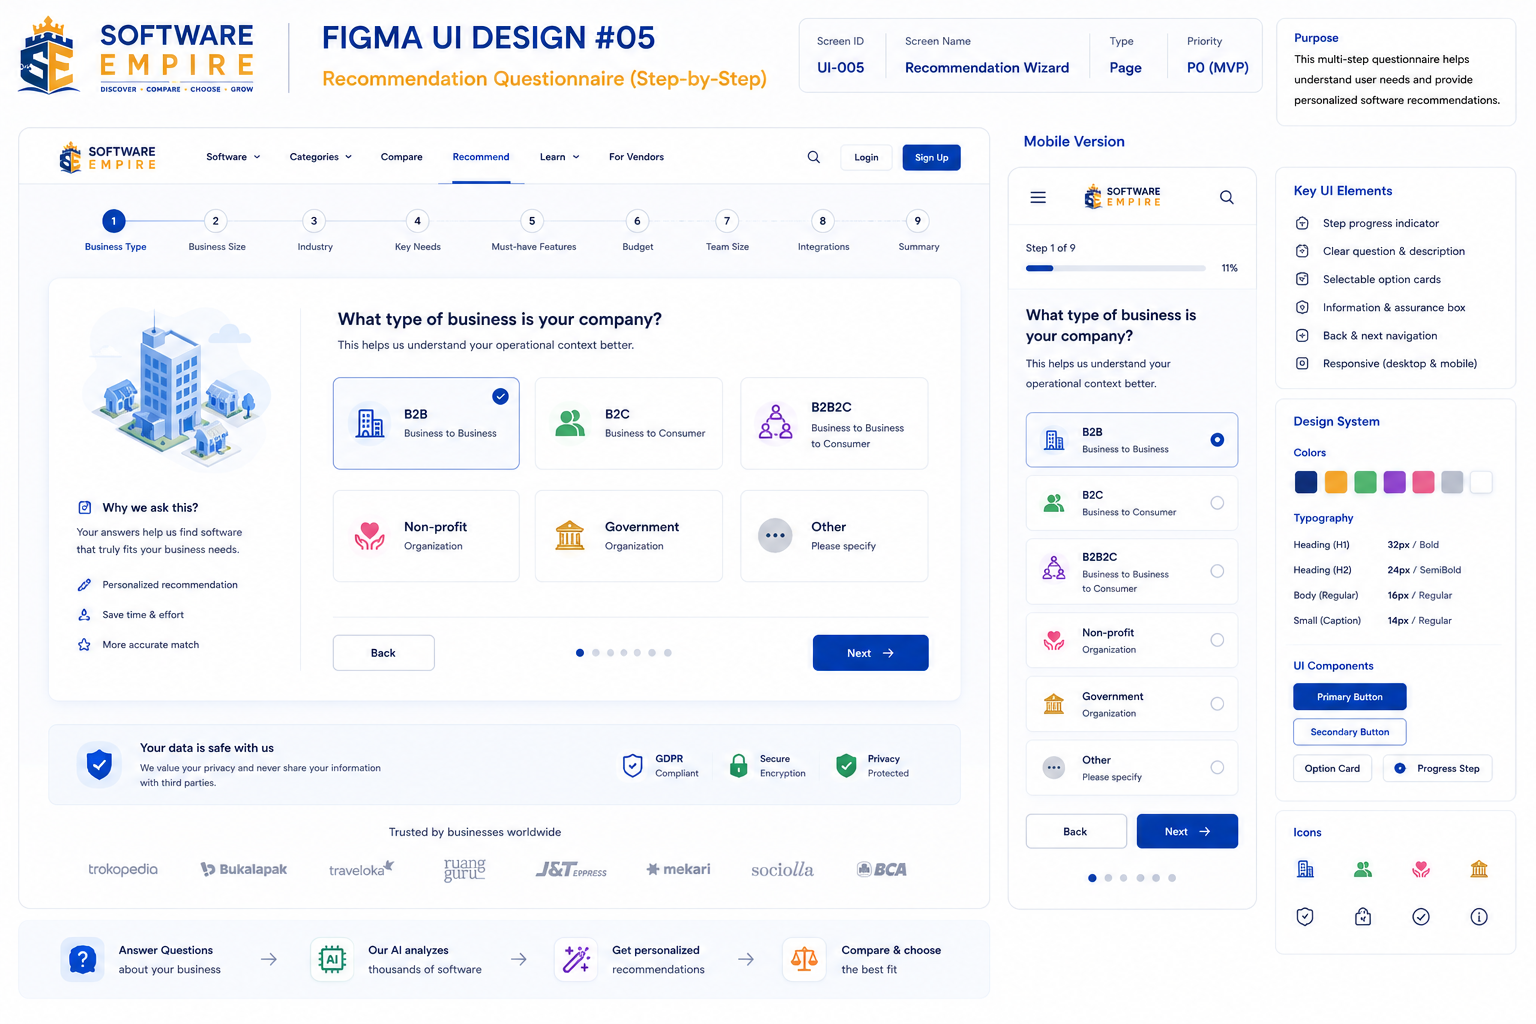 SOFTWARE
EMPIRE
DISCOVER • COMPARE • CHOOSE • GROW
FIGMA UI DESIGN #05
Recommendation Questionnaire (Step-by-Step)
Screen ID
UI-005
Screen Name
Recommendation Wizard
Type
Page
Priority
P0 (MVP)
Purpose
This multi-step questionnaire helps
understand user needs and provide
personalized software recommendations.
SOFTWARE
EMPIRE
Software
Categories
Compare
Recommend
Learn
For Vendors
Login
Sign Up
1
Business Type
2
Business Size
3
Industry
4
Key Needs
5
Must-have Features
6
Budget
7
Team Size
8
Integrations
9
Summary
Why we ask this?
Your answers help us find software
that truly fits your business needs.
Personalized recommendation
Save time & effort
More accurate match
What type of business is your company?
This helps us understand your operational context better.
B2B
Business to Business
B2C
Business to Consumer
B2B2C
Business to Business
to Consumer
Non-profit
Organization
Government
Organization
Other
Please specify
Back
Next
Your data is safe with us
We value your privacy and never share your information
with third parties.
GDPR
Compliant
Secure
Encryption
Privacy
Protected
Trusted by businesses worldwide
trokopedia
Bukalapak
traveloka
ruang
guru
J&T EPPRESS
mekari
sociolla
BCA
?
Answer Questions
about your business
AI
Our AI analyzes
thousands of software
Get personalized
recommendations
Compare & choose
the best fit
Mobile Version
SOFTWARE
EMPIRE
Step 1 of 9
11%
What type of business is
your company?
This helps us understand your
operational context better.
B2B
Business to Business
B2C
Business to Consumer
B2B2C
Business to Business
to Consumer
Non-profit
Organization
Government
Organization
Other
Please specify
Back
Next
Key UI Elements
Step progress indicator
Clear question & description
Selectable option cards
Information & assurance box
Back & next navigation
Responsive (desktop & mobile)
Design System
Colors
Typography
Heading (H1) 32px / Bold
Heading (H2) 24px / SemiBold
Body (Regular) 16px / Regular
Small (Caption) 14px / Regular
UI Components
Primary Button
Secondary Button
Option Card
Progress Step
Icons